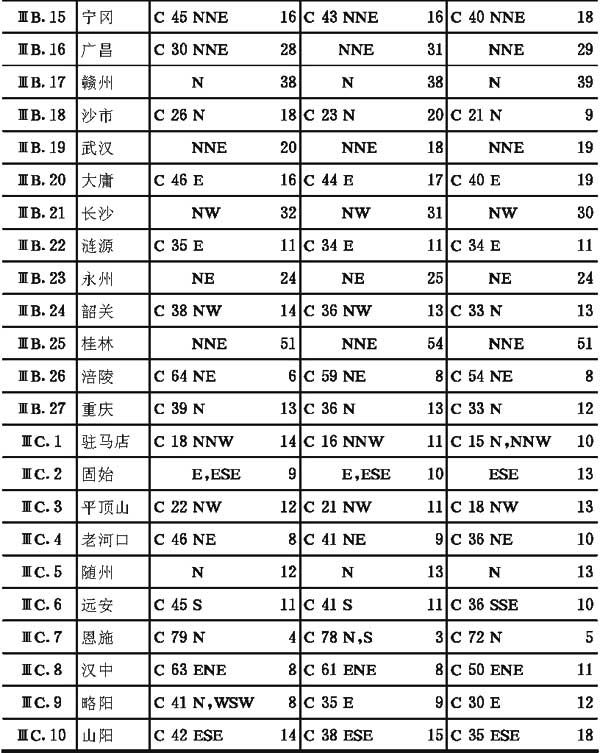 ⅢB.15 宁冈 C 45 NNE 16 C 43 NNE 16 C 40 NNE 18
ⅢB.16 广昌 C 30 NNE 28 NNE 31 NNE 29
ⅢB.17 赣州 N 38 N 38 N 39
ⅢB.18 沙市 C 26 N 18 C 23 N 20 C 21 N 9
ⅢB.19 武汉 NNE 20 NNE 18 NNE 19
ⅢB.20 大庸 C 46 E 16 C 44 E 17 C 40 E 19
ⅢB.21 长沙 NW 32 NW 31 NW 30
ⅢB.22 涟源 C 35 E 11 C 34 E 11 C 34 E 11
ⅢB.23 永州 NE 24 NE 25 NE 24
ⅢB.24 韶关 C 38 NW 14 C 36 NW 13 C 33 N 13
ⅢB.25 桂林 NNE 51 NNE 54 NNE 51
ⅢB.26 涪陵 C 64 NE 6 C 59 NE 8 C 54 NE 8
ⅢB.27 重庆 C 39 N 13 C 36 N 13 C 33 N 12
ⅢC.1 驻马店 C 18 NNW 14 C 16 NNW 11 C 15 N,NNW 10
ⅢC.2 固始 E,ESE 9 E,ESE 10 ESE 13
ⅢC.3 平顶山 C 22 NW 12 C 21 NW 11 C 18 NW 13
ⅢC.4 老河口 C 46 NE 8 C 41 NE 9 C 36 NE 10
ⅢC.5 随州 N 12 N 13 N 13
ⅢC.6 远安 C 45 S 11 C 41 S 11 C 36 SSE 10
ⅢC.7 恩施 C 79 N 4 C 78 N,S 3 C 72 N 5
ⅢC.8 汉中 C 63 ENE 8 C 61 ENE 8 C 50 ENE 11
ⅢC.9 略阳 C 41 N,WSW 8 C 35 E 9 C 30 E 12
ⅢC.10 山阳 C 42 ESE 14 C 38 ESE 15 C 35 ESE 18